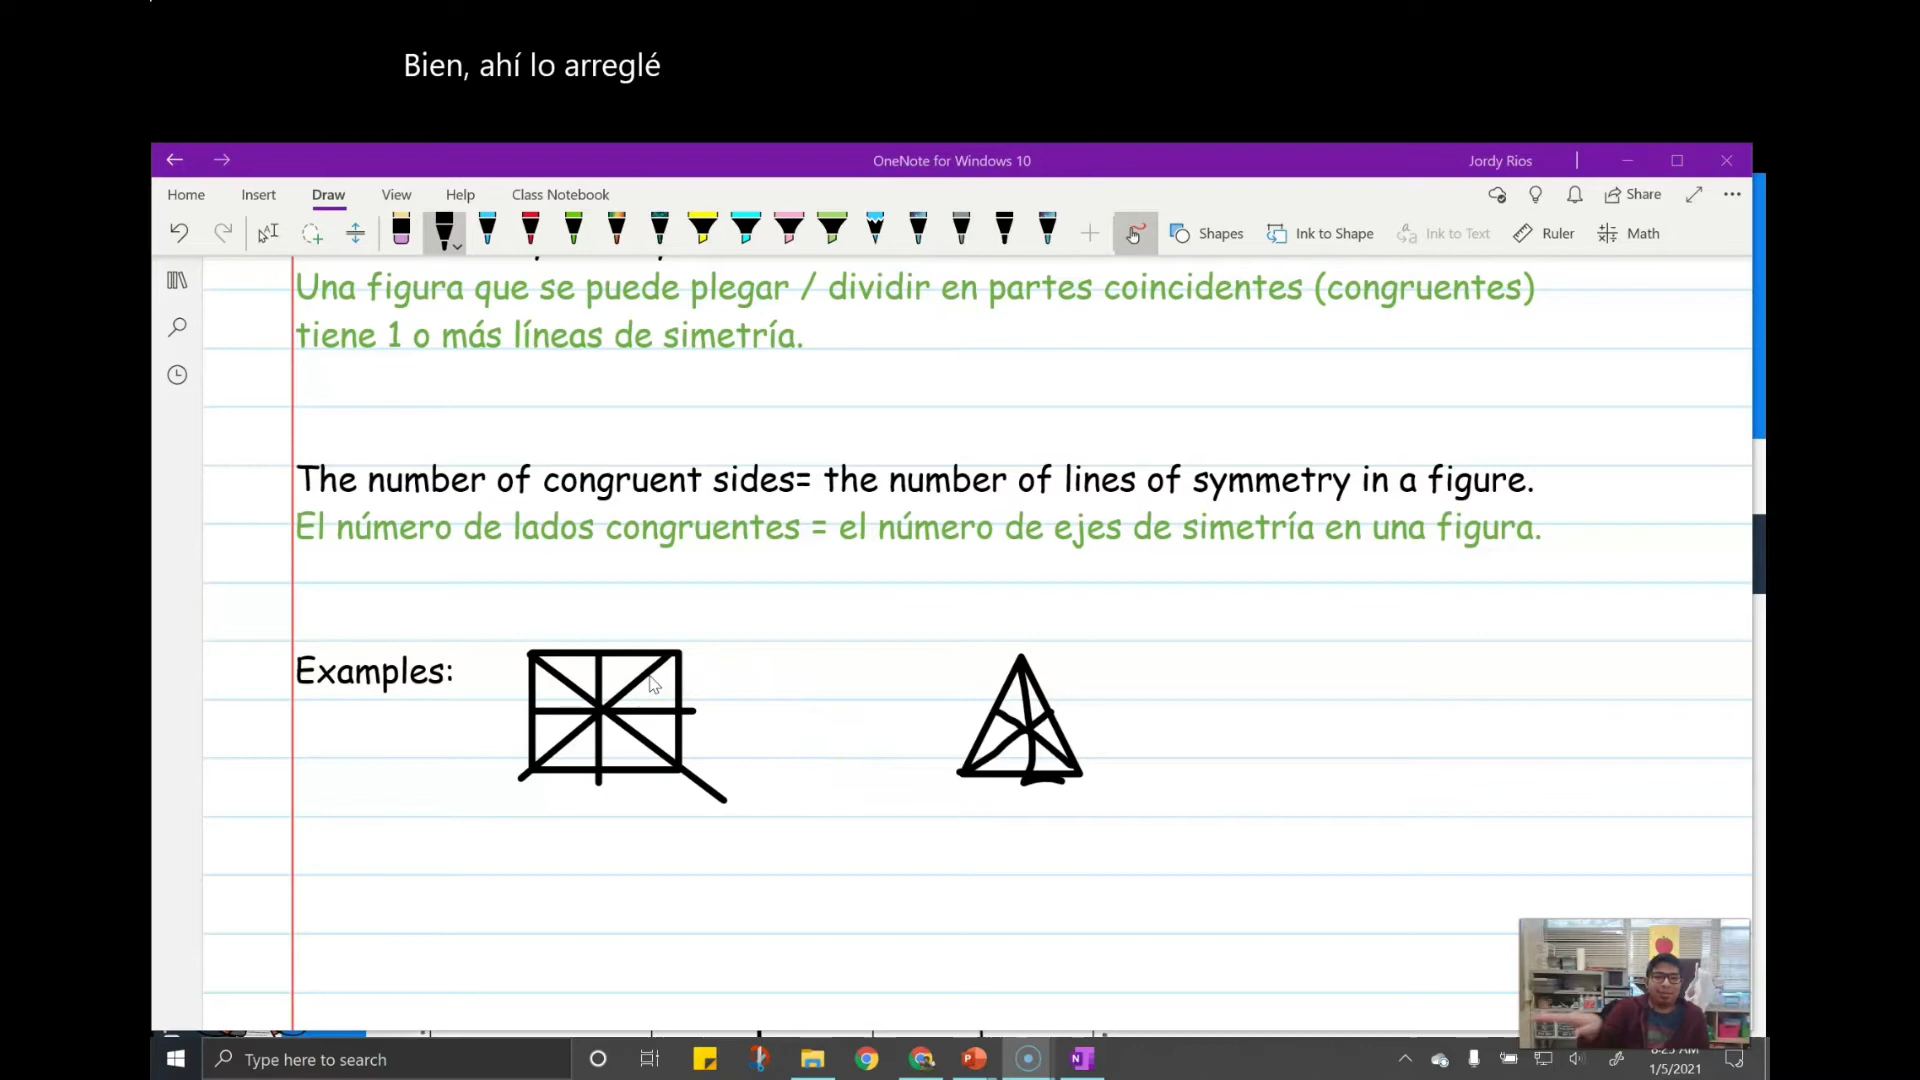 Bien, ahí lo arreglé
OneNote for Windows 10
Jordy Rios
Home Insert Draw View Help Class Notebook
Share
Shapes Ink to Shape Ink to Text Ruler Math
Una figura que se puede plegar / dividir en partes coincidentes (congruentes)
tiene 1 o más líneas de simetría.
The number of congruent sides= the number of lines of symmetry in a figure.
El número de lados congruentes = el número de ejes de simetría en una figura.
Examples:
Type here to search
1/5/2021